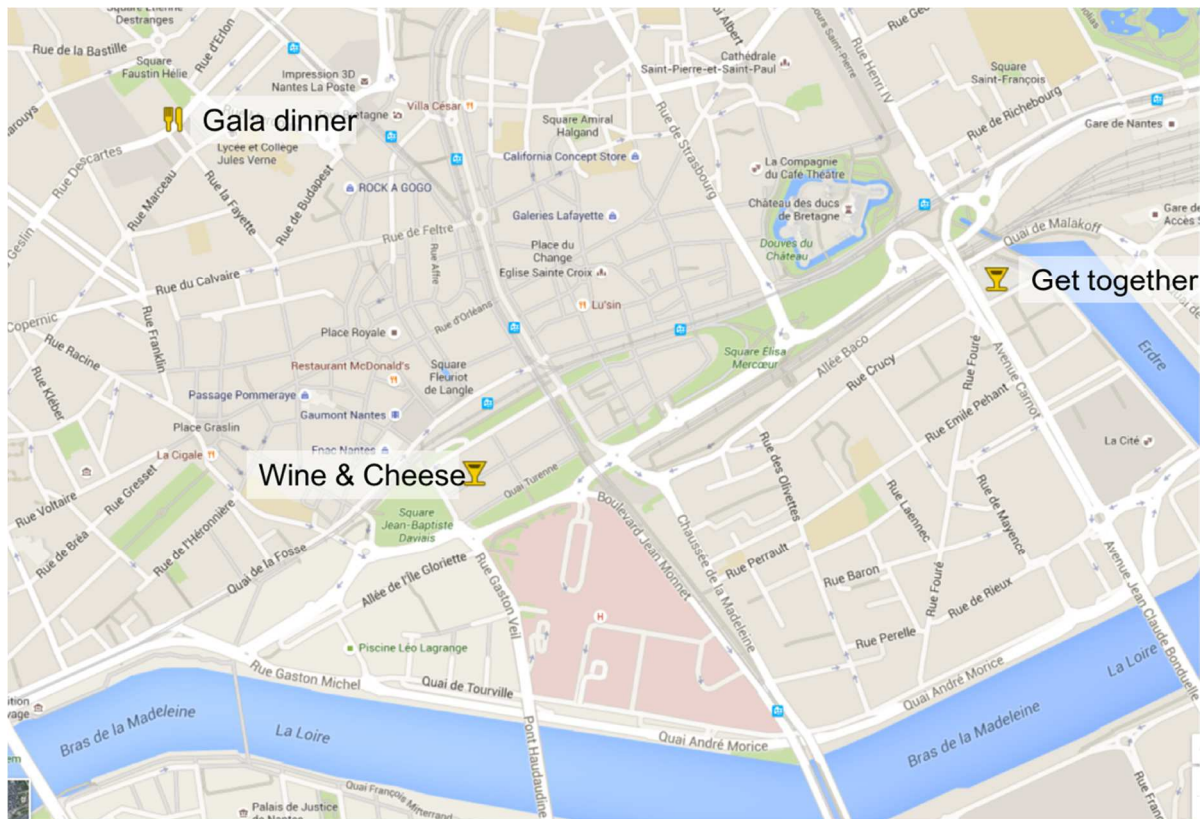 Square Étienne
Destranges
Rue de la Bastille
Rue d'Erlon
Square
Faustin Hélie
Impression 3D
Nantes La Poste
Villa César
Gala dinner
Lycée et Collège
Jules Verne
Rue Descartes
Rue Marceau
Rue la Fayette
Rue de Budapest
ROCK A GOGO
Rue de Feltre
Rue Affre
Rue du Calvaire
Copernic
Rue Racine
Rue Franklin
Rue Kléber
Place Royale
Rue d'Orléans
Restaurant McDonald's
Square
Fleuriot
de Langle
Passage Pommeraye
Gaumont Nantes
Place Graslin
La Cigale
Fnac Nantes
Wine & Cheese
Rue Voltaire
Rue Gresset
Rue de Bréa
Rue de l'Héronnière
Quai de la Fosse
Square
Jean-Baptiste
Daviais
Quai Turenne
Allée de l'Île Gloriette
Rue Gaston Veil
Piscine Léo Lagrange
Rue Gaston Michel
Quai de Tourville
Bras de la Madeleine
La Loire
Pont Haudaudine
Quai François Mitterrand
Palais de Justice
de Nantes
Cathédrale
Saint-Pierre-et-Saint-Paul
Rue Henri IV
Square
Saint-François
Rue de Richebourg
Gare de Nantes
Square Amiral
Halgand
California Concept Store
Rue de Strasbourg
La Compagnie
du Café Théâtre
Château des ducs
de Bretagne
Douves du
Château
Galeries Lafayette
Place du
Change
Eglise Sainte Croix
Lu'sin
Quai de Malakoff
Get together
Erdre
Square Élisa
Mercœur
Allée Baco
Rue Crucy
Rue Fouré
Avenue Carnot
Rue Emile Pehant
La Cité
Rue des Olivettes
Rue Laennec
Rue de Mayence
Boulevard Jean Monnet
Chaussée de la Madeleine
Rue Perrault
Rue Baron
Rue Fouré
Rue de Rieux
Rue Perelle
Avenue Jean Claude Bonduelle
H
Quai André Morice
Quai André Morice
La Loire
Bras de la Madeleine